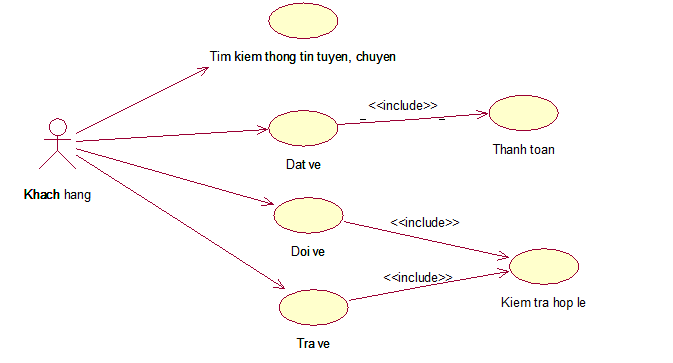 Tim kiem thong tin tuyen, chuyen
<<include>>
Thanh toan
Dat ve
Khach hang
<<include>>
Doi ve
<<include>>
Kiem tra hop le
Tra ve